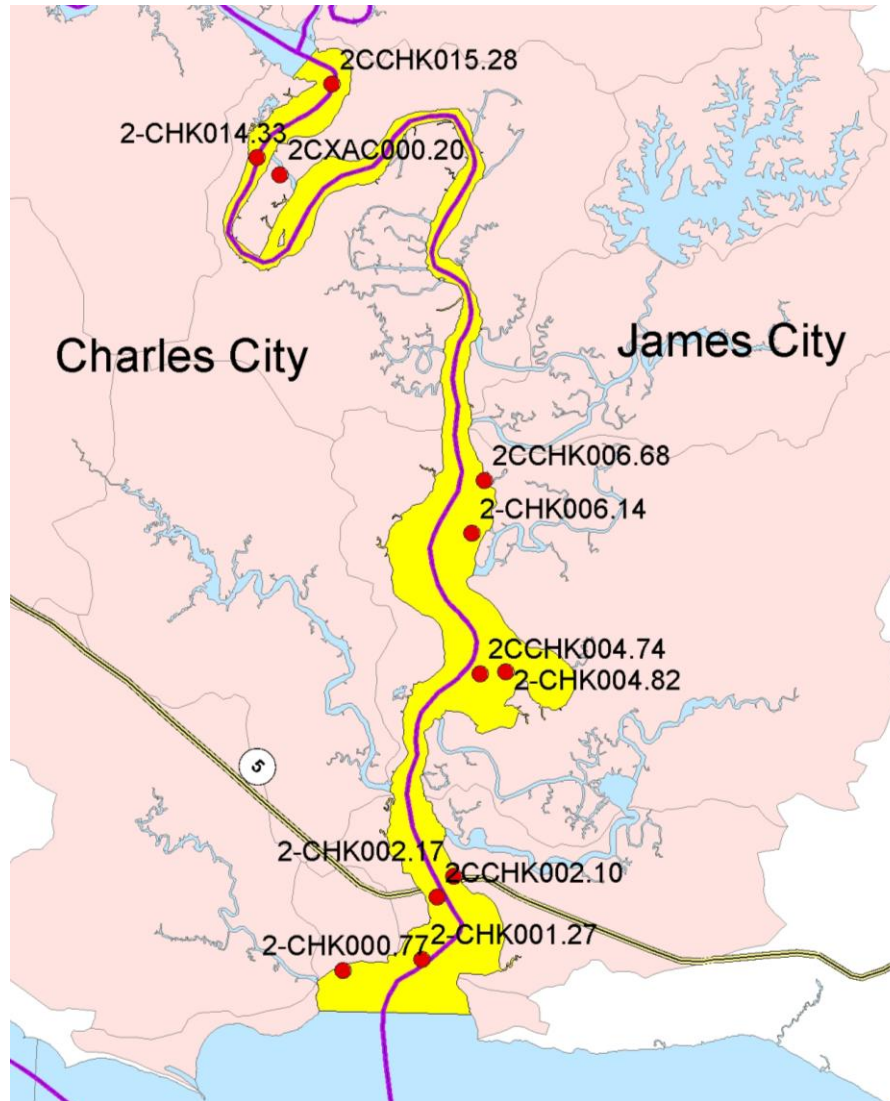 2CCHK015.28
2-CHK014.33
2CXAC000.20
Charles City
James City
2CCHK006.68
2-CHK006.14
2CCHK004.74
2-CHK004.82
5
2-CHK002.17
2CCHK002.10
2-CHK001.27
2-CHK000.77